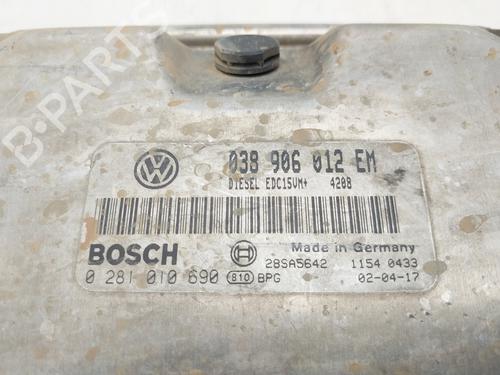 B-PARTS
VW
038 906 012 EM
DIESEL EDC15VM+ 4208
BOSCH
Made in Germany
28SA5642 1154 0433
0 281 010 690 810 BPG 02-04-17